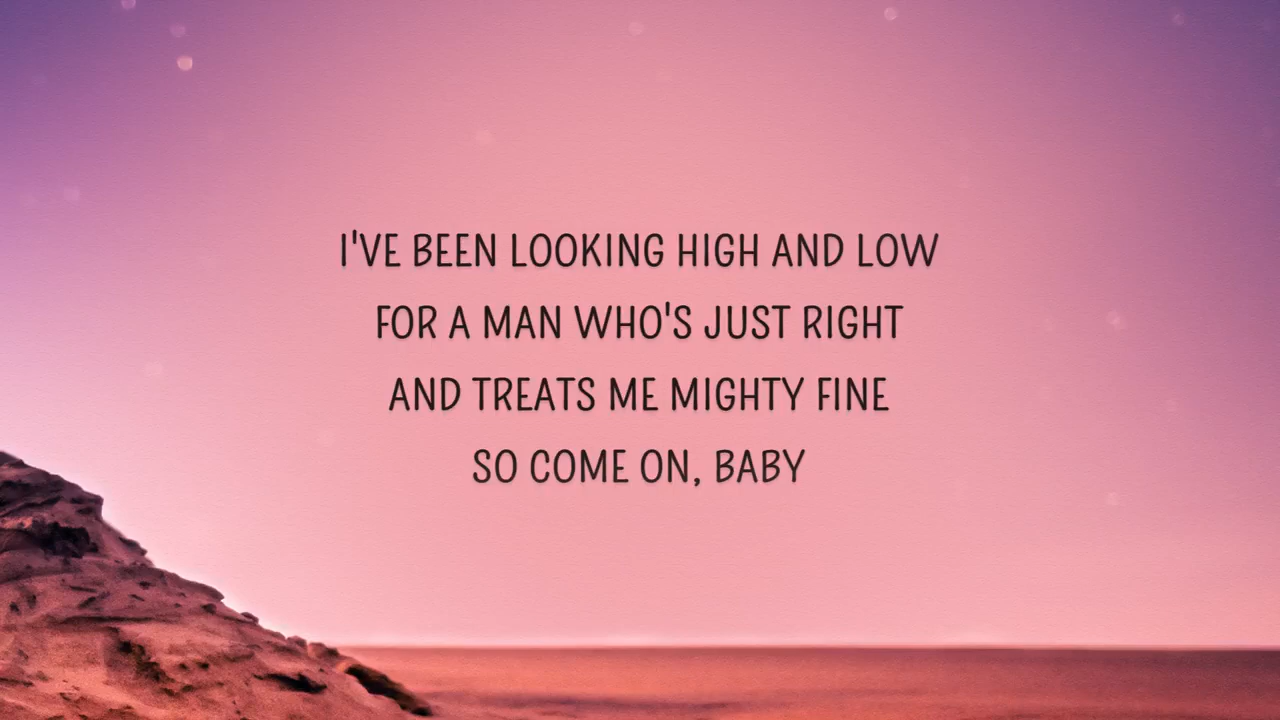 I'VE BEEN LOOKING HIGH AND LOW
FOR A MAN WHO'S JUST RIGHT
AND TREATS ME MIGHTY FINE
SO COME ON, BABY